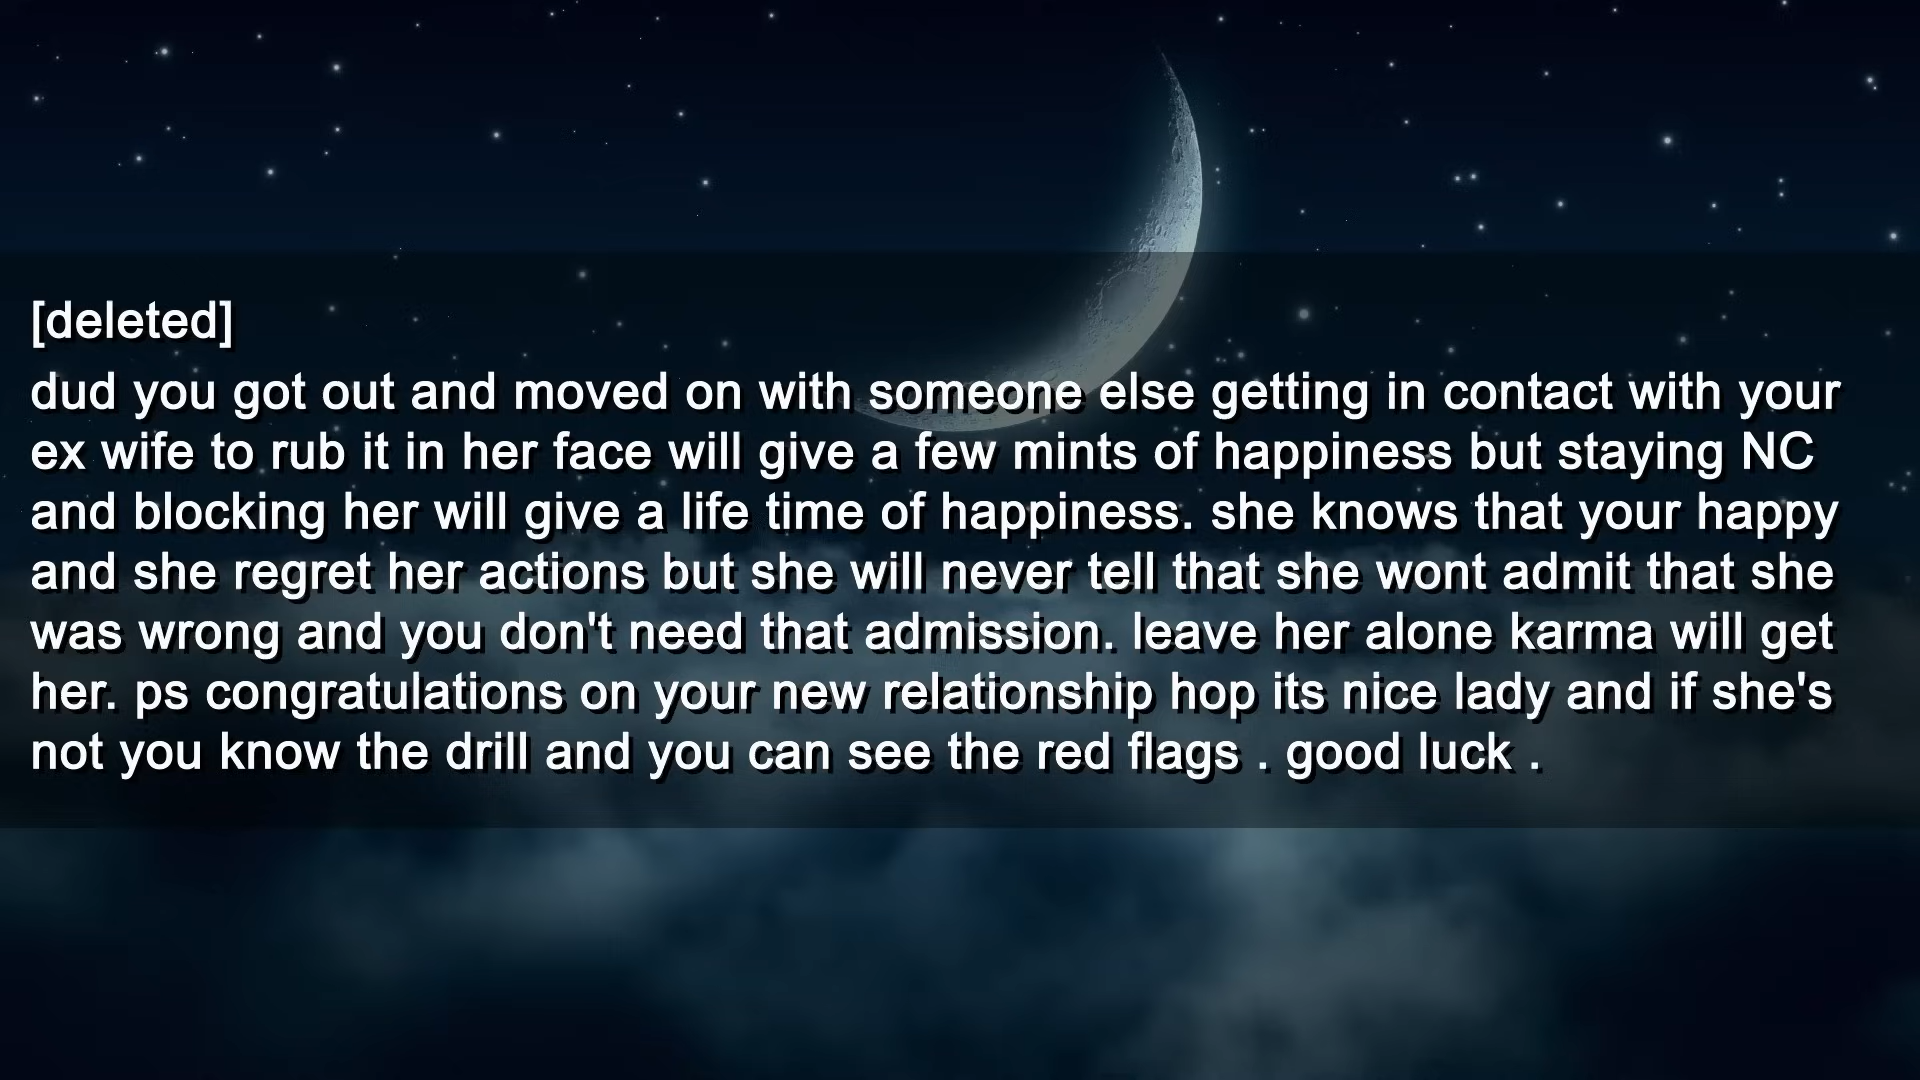 [deleted]
dud you got out and moved on with someone else getting in contact with your
ex wife to rub it in her face will give a few mints of happiness but staying NC
and blocking her will give a life time of happiness. she knows that your happy
and she regret her actions but she will never tell that she wont admit that she
was wrong and you don't need that admission. leave her alone karma will get
her. ps congratulations on your new relationship hop its nice lady and if she's
not you know the drill and you can see the red flags . good luck .